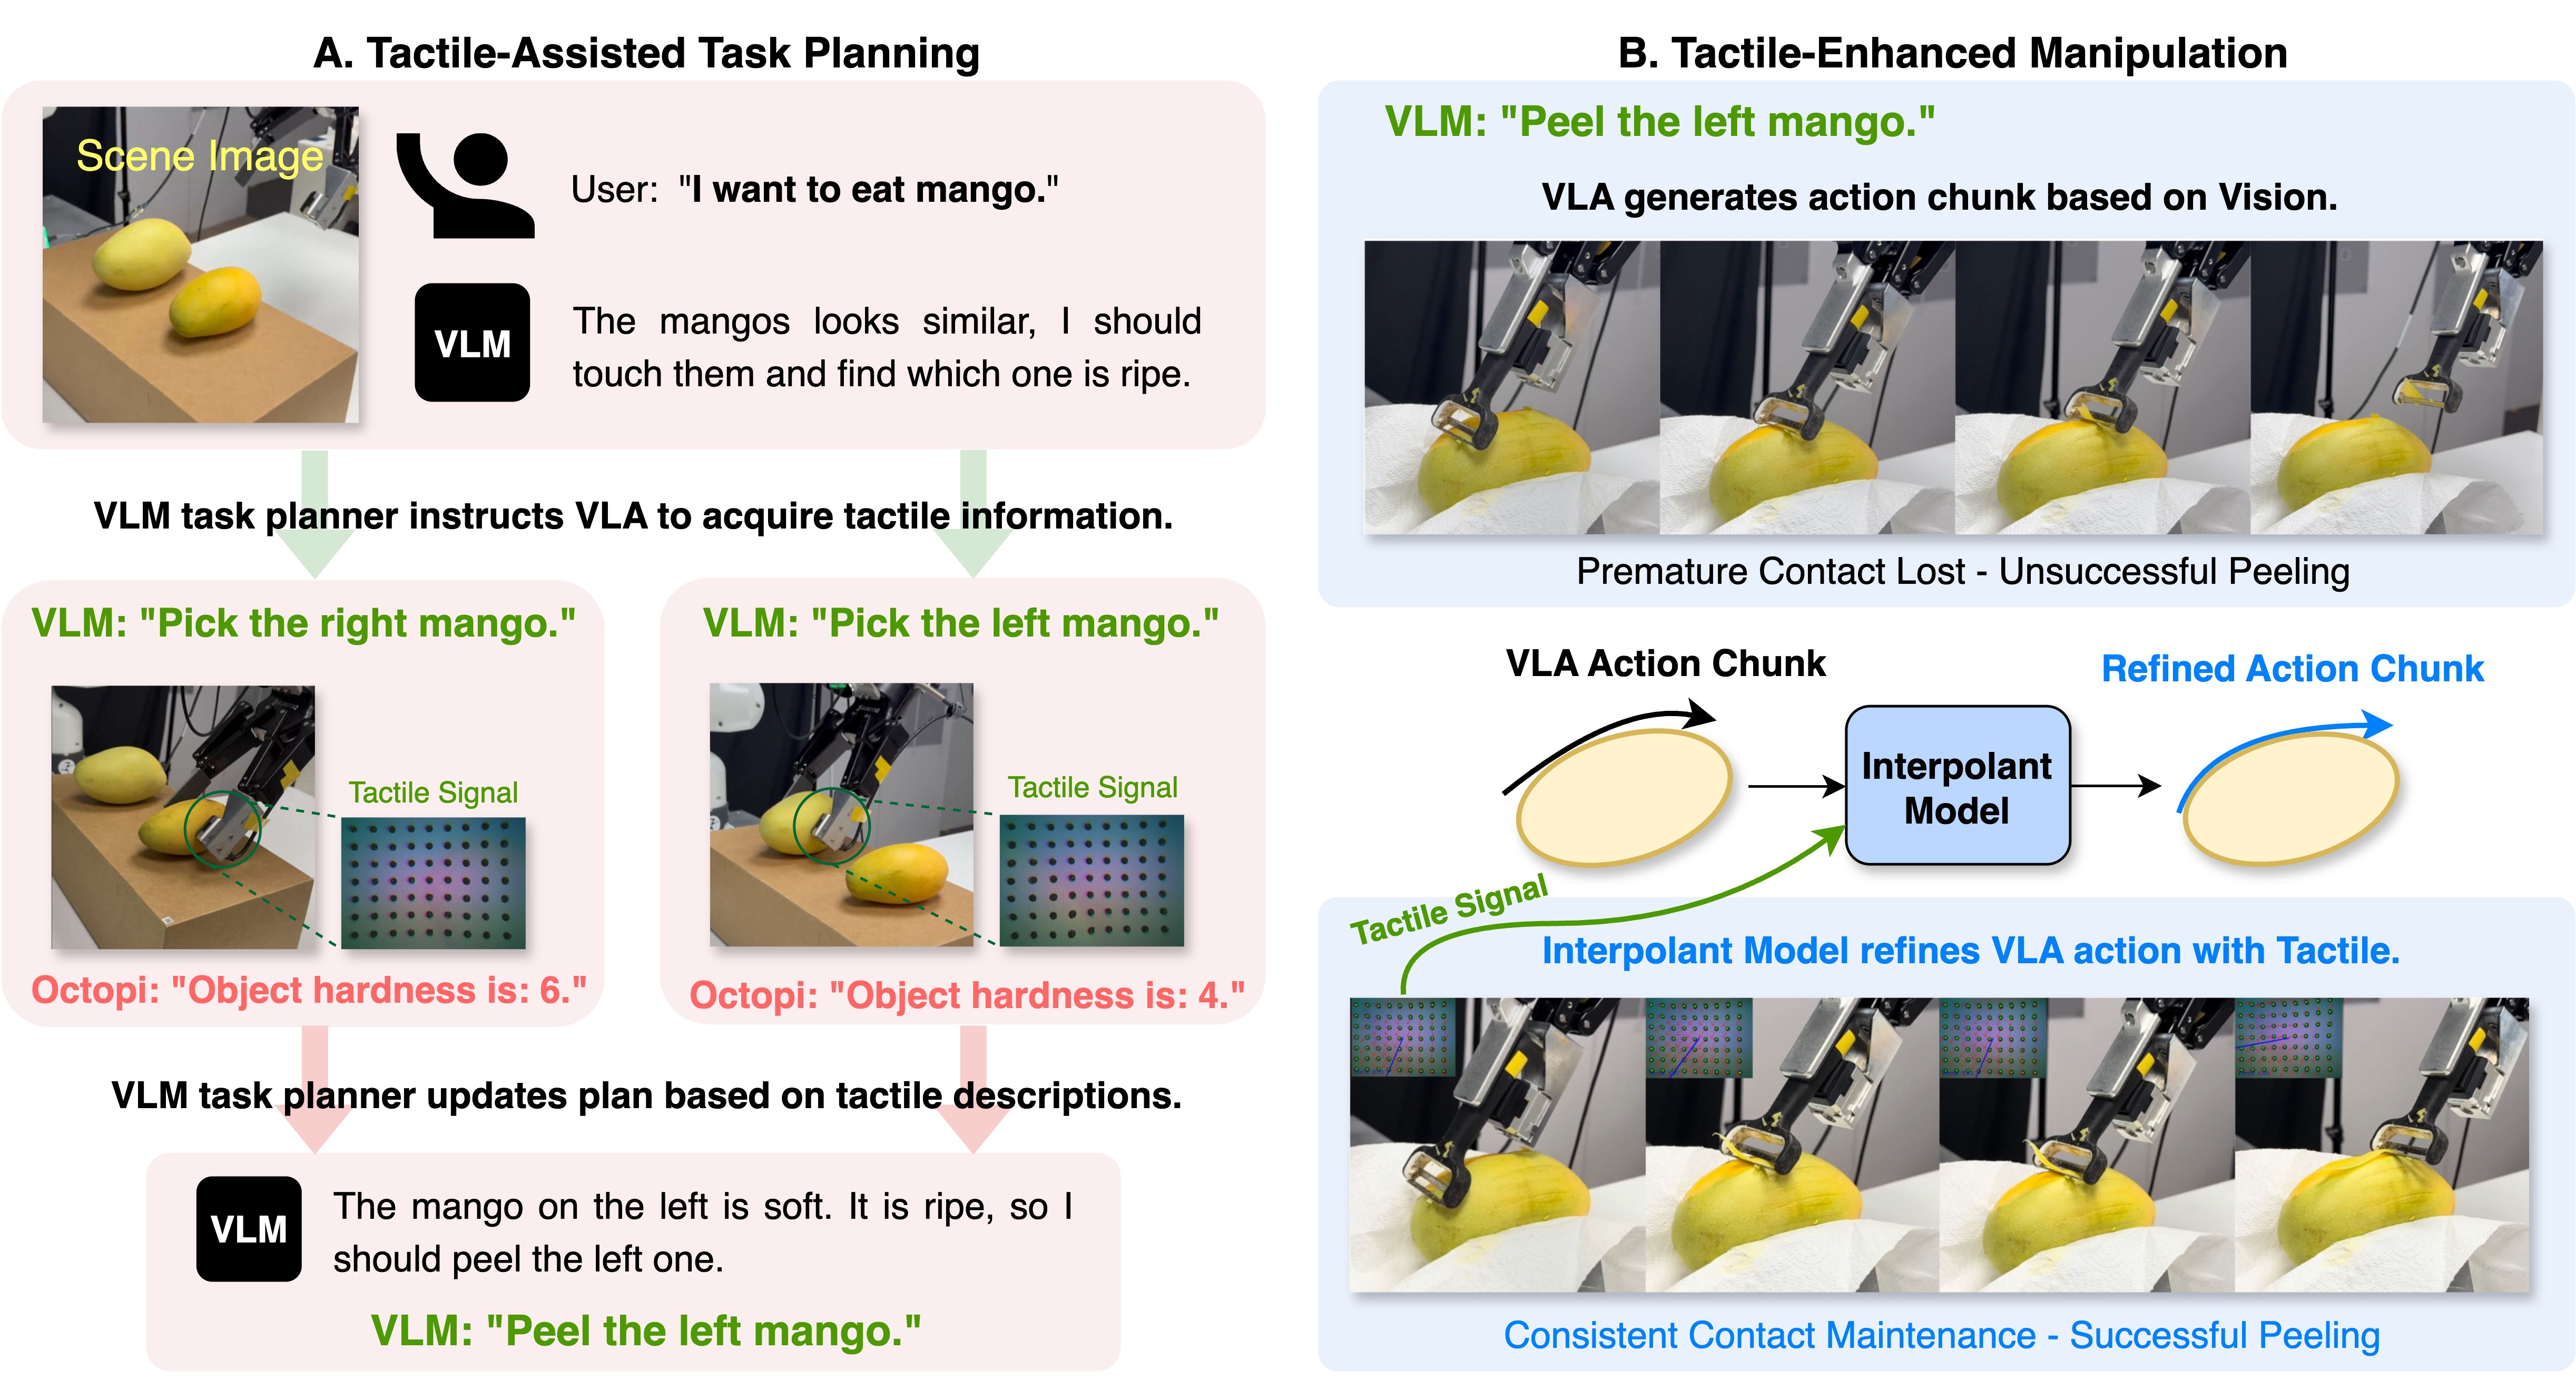 A. Tactile-Assisted Task Planning
Scene Image
User: "I want to eat mango."
VLM
The mangos looks similar, I should
touch them and find which one is ripe.
VLM task planner instructs VLA to acquire tactile information.
VLM: "Pick the right mango."
Tactile Signal
Octopi: "Object hardness is: 6."
VLM: "Pick the left mango."
Tactile Signal
Octopi: "Object hardness is: 4."
VLM task planner updates plan based on tactile descriptions.
VLM
The mango on the left is soft. It is ripe, so I
should peel the left one.
VLM: "Peel the left mango."
B. Tactile-Enhanced Manipulation
VLM: "Peel the left mango."
VLA generates action chunk based on Vision.
Premature Contact Lost - Unsuccessful Peeling
VLA Action Chunk
Interpolant
Model
Refined Action Chunk
Tactile Signal
Interpolant Model refines VLA action with Tactile.
Consistent Contact Maintenance - Successful Peeling